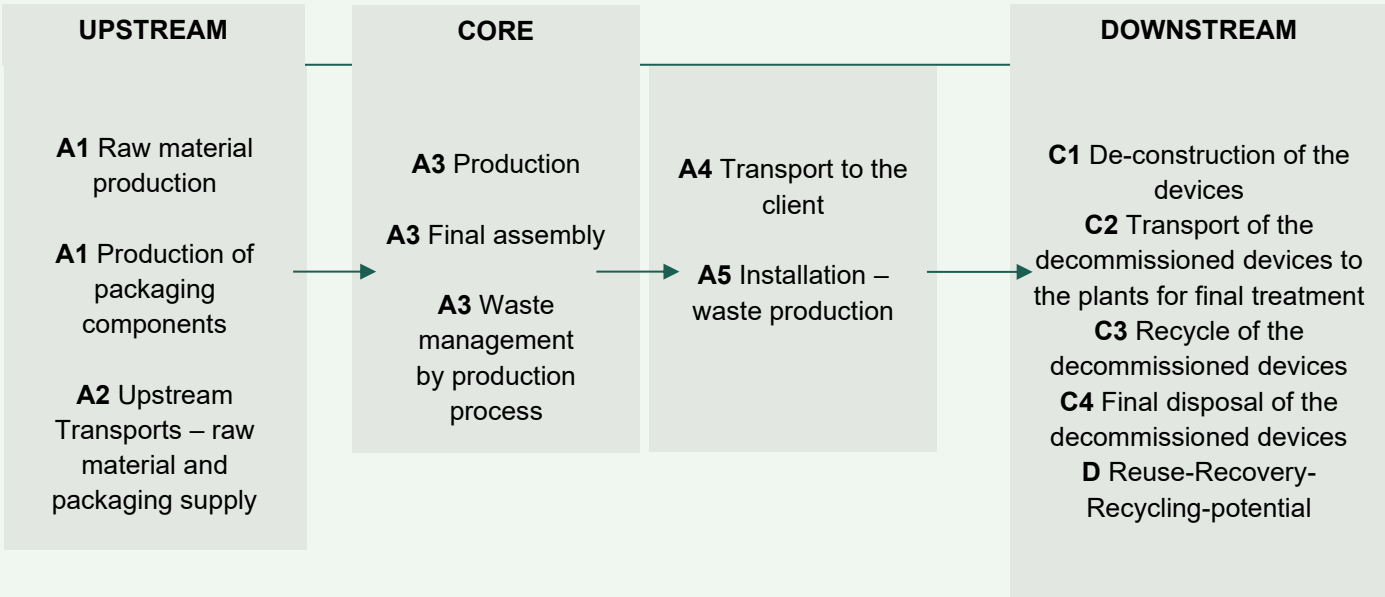 UPSTREAM
A1 Raw material
production
A1 Production of
packaging
components
A2 Upstream
Transports – raw
material and
packaging supply
CORE
A3 Production
A3 Final assembly
A3 Waste
management
by production
process
A4 Transport to the
client
A5 Installation –
waste production
DOWNSTREAM
C1 De-construction of the
devices
C2 Transport of the
decommissioned devices to
the plants for final treatment
C3 Recycle of the
decommissioned devices
C4 Final disposal of the
decommissioned devices
D Reuse-Recovery-
Recycling-potential